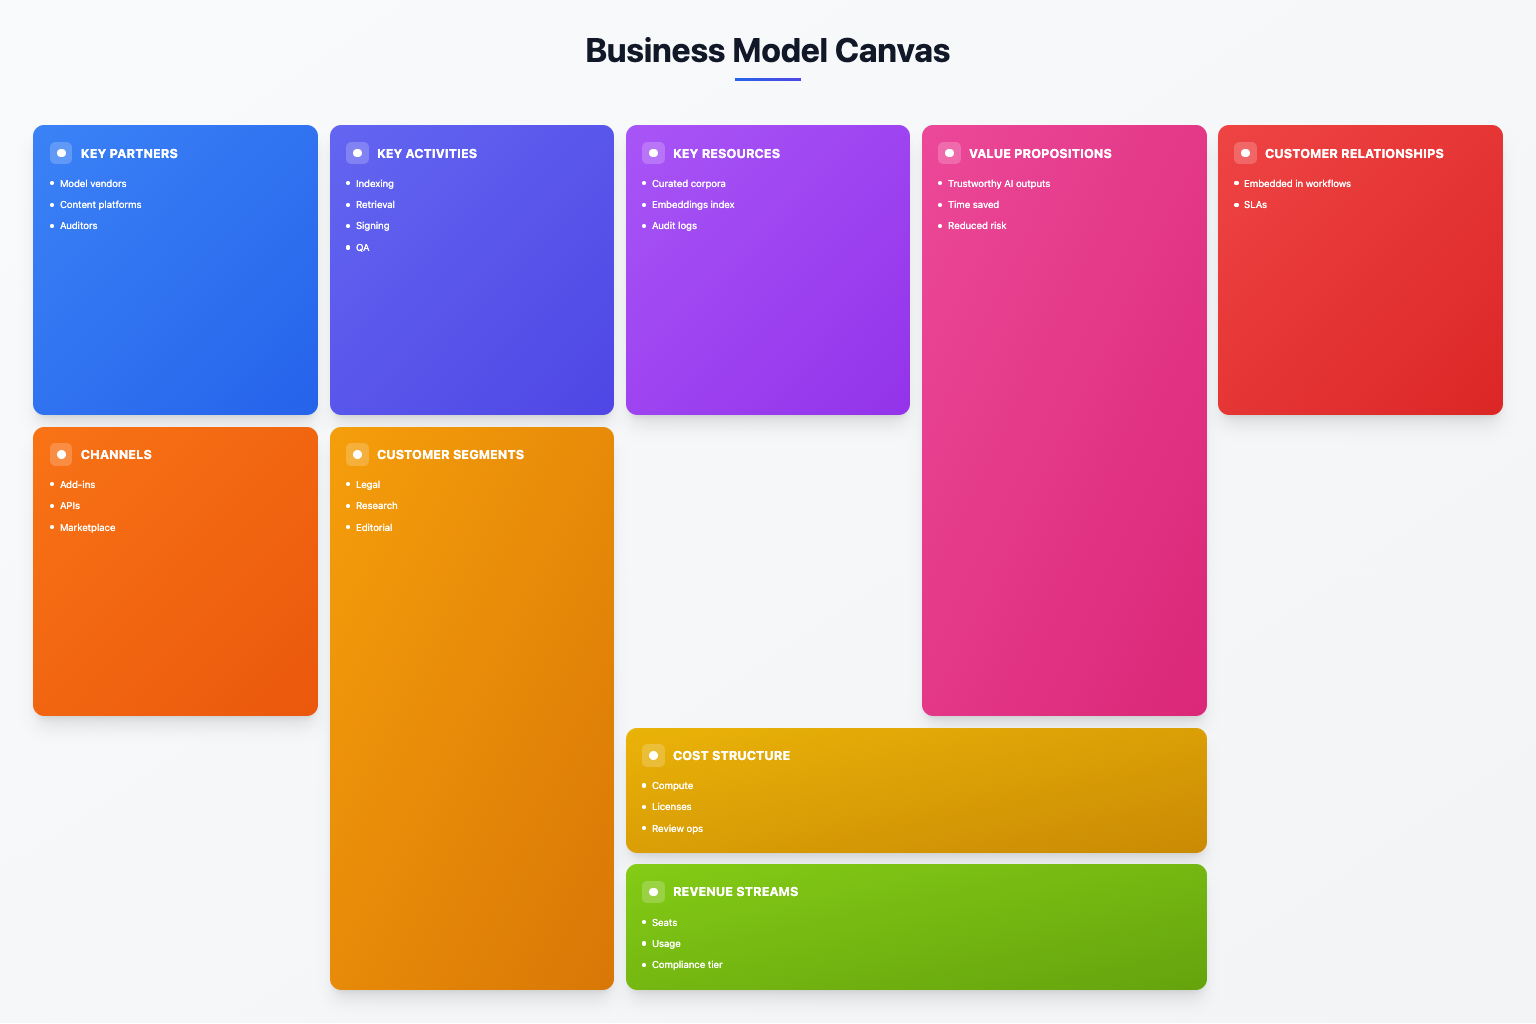 Business Model Canvas
KEY PARTNERS
Model vendors
Content platforms
Auditors
KEY ACTIVITIES
Indexing
Retrieval
Signing
QA
KEY RESOURCES
Curated corpora
Embeddings index
Audit logs
VALUE PROPOSITIONS
Trustworthy AI outputs
Time saved
Reduced risk
CUSTOMER RELATIONSHIPS
Embedded in workflows
SLAs
CHANNELS
Add-ins
APIs
Marketplace
CUSTOMER SEGMENTS
Legal
Research
Editorial
COST STRUCTURE
Compute
Licenses
Review ops
REVENUE STREAMS
Seats
Usage
Compliance tier